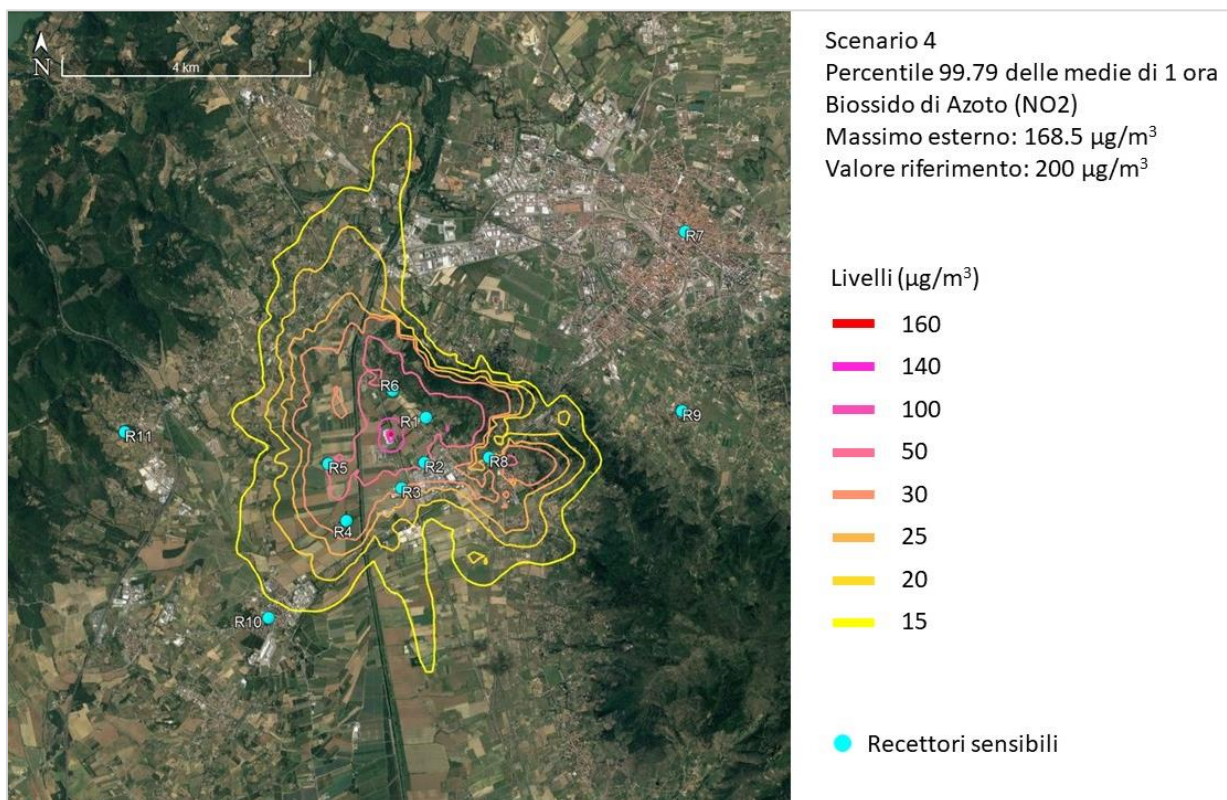 N
4 km
R7
R6
R1
R9
R11
R5
R2
R8
R3
R4
R10
Scenario 4
Percentile 99.79 delle medie di 1 ora
Biossido di Azoto (NO2)
Massimo esterno: 168.5 µg/m³
Valore riferimento: 200 µg/m³
Livelli (µg/m³)
160
140
100
50
30
25
20
15
Recettori sensibili